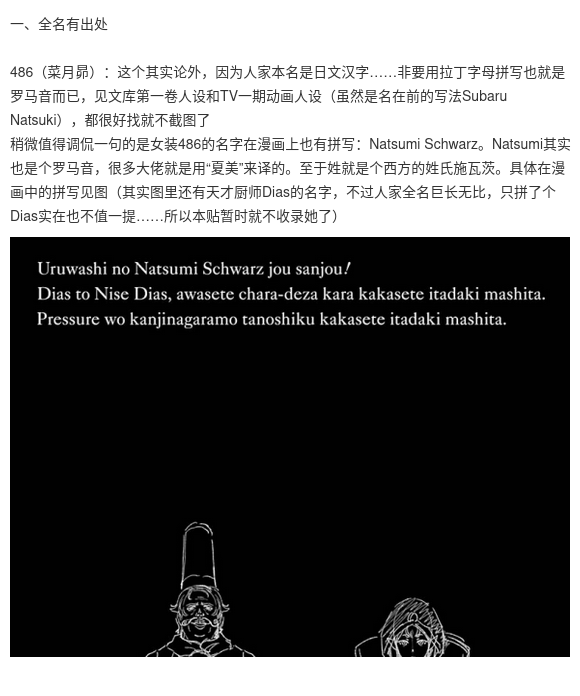 一、全名有出处
486（菜月昴）：这个其实论外，因为人家本名是日文汉字……非要用拉丁字母拼写也就是
罗马音而已，见文库第一卷人设和TV一期动画人设（虽然是名在前的写法Subaru
Natsuki），都很好找就不截图了
稍微值得调侃一句的是女装486的名字在漫画上也有拼写：Natsumi Schwarz。Natsumi其实
也是个罗马音，很多大佬就是用“夏美”来译的。至于姓就是个西方的姓氏施瓦茨。具体在漫
画中的拼写见图（其实图里还有天才厨师Dias的名字，不过人家全名巨长无比，只拼了个
Dias实在也不值一提……所以本贴暂时就不收录她了）
Uruwashi no Natsumi Schwarz jou sanjou!
Dias to Nise Dias, awasete chara-deza kara kakasete itadaki mashita.
Pressure wo kanjinagaramo tanoshiku kakasete itadaki mashita.